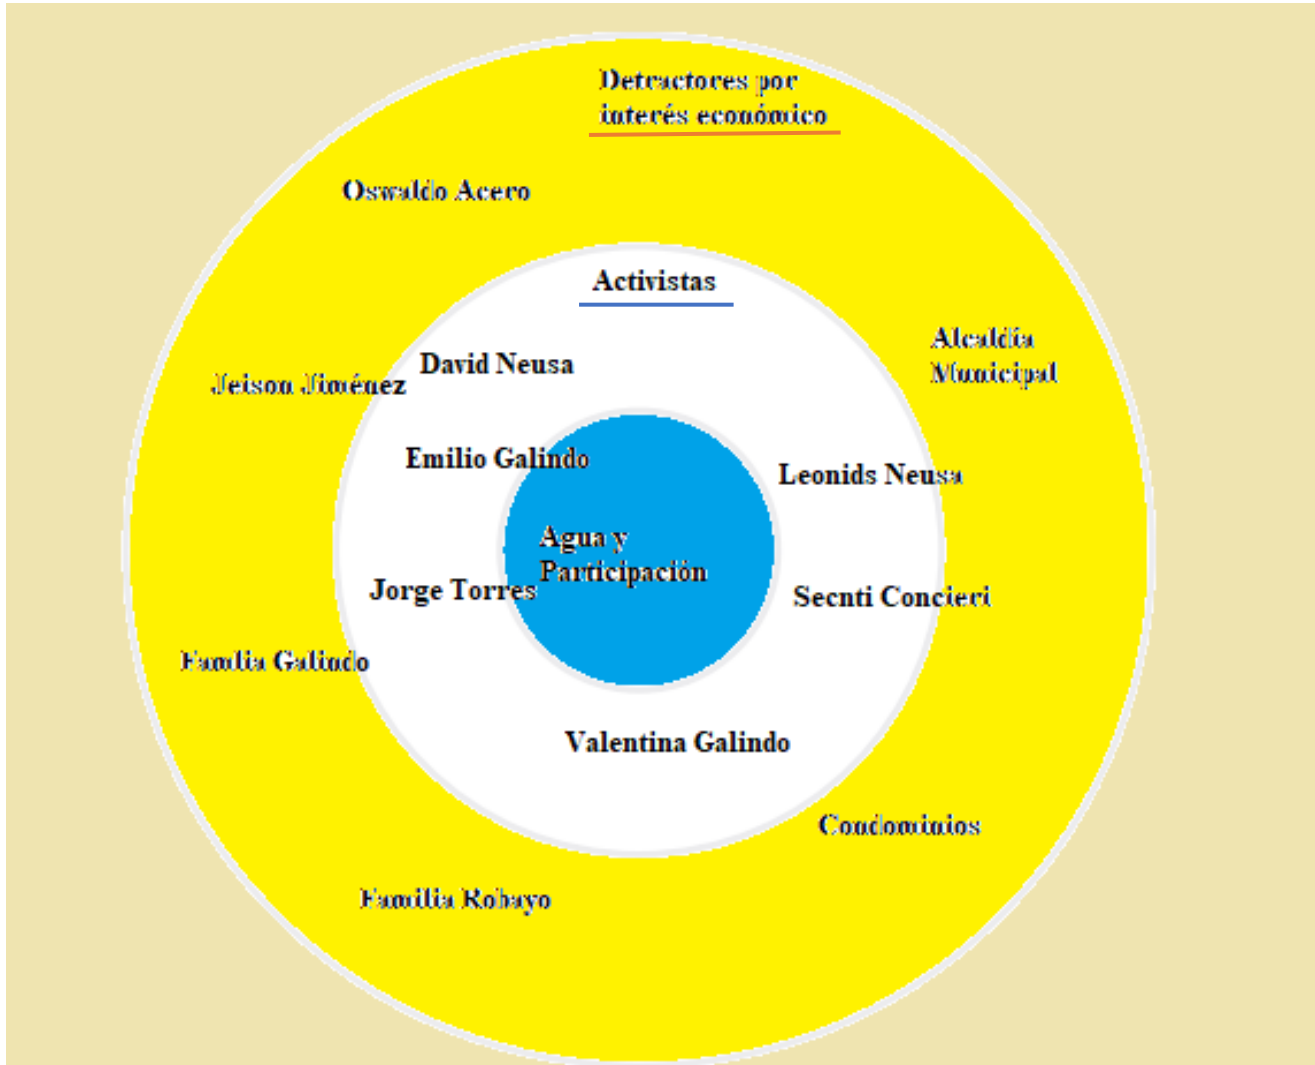 Detractores por
interés económico
Oswaldo Acero
Activistas
Alcaldía
Municipal
David Neusa
Jeison Jiménez
Emilio Galindo
Leonids Neusa
Agua y
Participación
Jorge Torres
Secnti Concieri
Familia Galindo
Valentina Galindo
Condominios
Familia Robayo